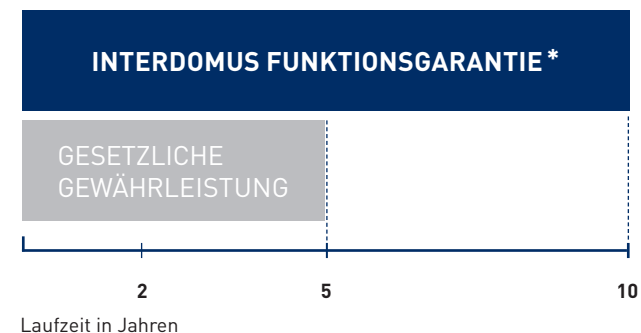 INTERDOMUS FUNKTIONSGARANTIE*
GESETZLICHE
GEWÄHRLEISTUNG
2 5 10
Laufzeit in Jahren